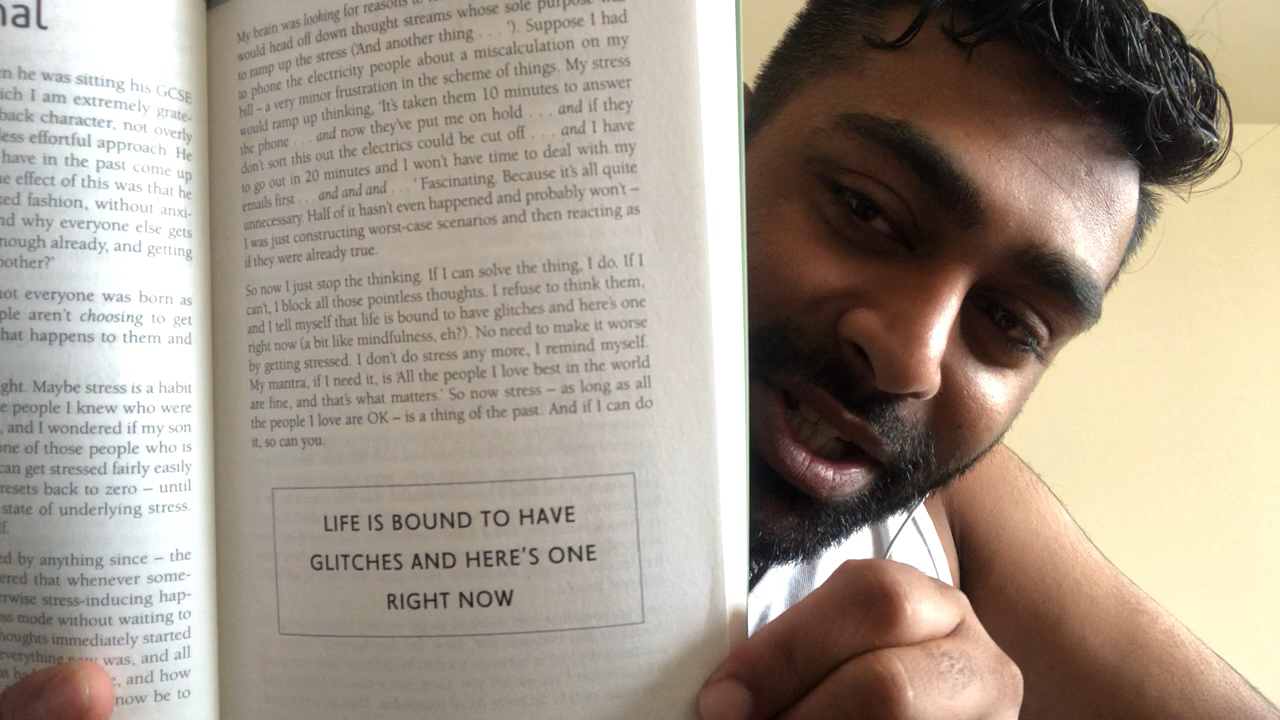 nal
en he was sitting his GCSE
ich I am extremely grate-
back character, not overly
less effortful approach. He
have in the past come up
ne effect of this was that he
ked fashion, without anxi-
nd why everyone else gets
nough already, and getting
bother?'
not everyone was born as
ple aren't choosing to get
hat happens to them and
ght. Maybe stress is a habit
e people I knew who were
, and I wondered if my son
one of those people who is
can get stressed fairly easily
resets back to zero – until
state of underlying stress.
lf.
ed by anything since – the
ered that whenever some-
erwise stress-inducing hap-
ss mode without waiting to
houghts immediately started
everything now was, and all
, and how
now be to
My brain was looking for reasons to
would head off down thought streams whose sole purpose was
to ramp up the stress ('And another thing . . . '). Suppose I had
to phone the electricity people about a miscalculation on my
bill – a very minor frustration in the scheme of things. My stress
would ramp up thinking, 'It's taken them 10 minutes to answer
the phone . . . and now they've put me on hold . . . and if they
don't sort this out the electrics could be cut off . . . and I have
to go out in 20 minutes and I won't have time to deal with my
emails first . . . and and and . . . ' Fascinating. Because it's all quite
unnecessary. Half of it hasn't even happened and probably won't –
I was just constructing worst-case scenarios and then reacting as
if they were already true.
So now I just stop the thinking. If I can solve the thing, I do. If I
can't, I block all those pointless thoughts. I refuse to think them,
and I tell myself that life is bound to have glitches and here's one
right now (a bit like mindfulness, eh?). No need to make it worse
by getting stressed. I don't do stress any more, I remind myself.
My mantra, if I need it, is 'All the people I love best in the world
are fine, and that's what matters.' So now stress – as long as all
the people I love are OK – is a thing of the past. And if I can do
it, so can you.
LIFE IS BOUND TO HAVE
GLITCHES AND HERE'S ONE
RIGHT NOW